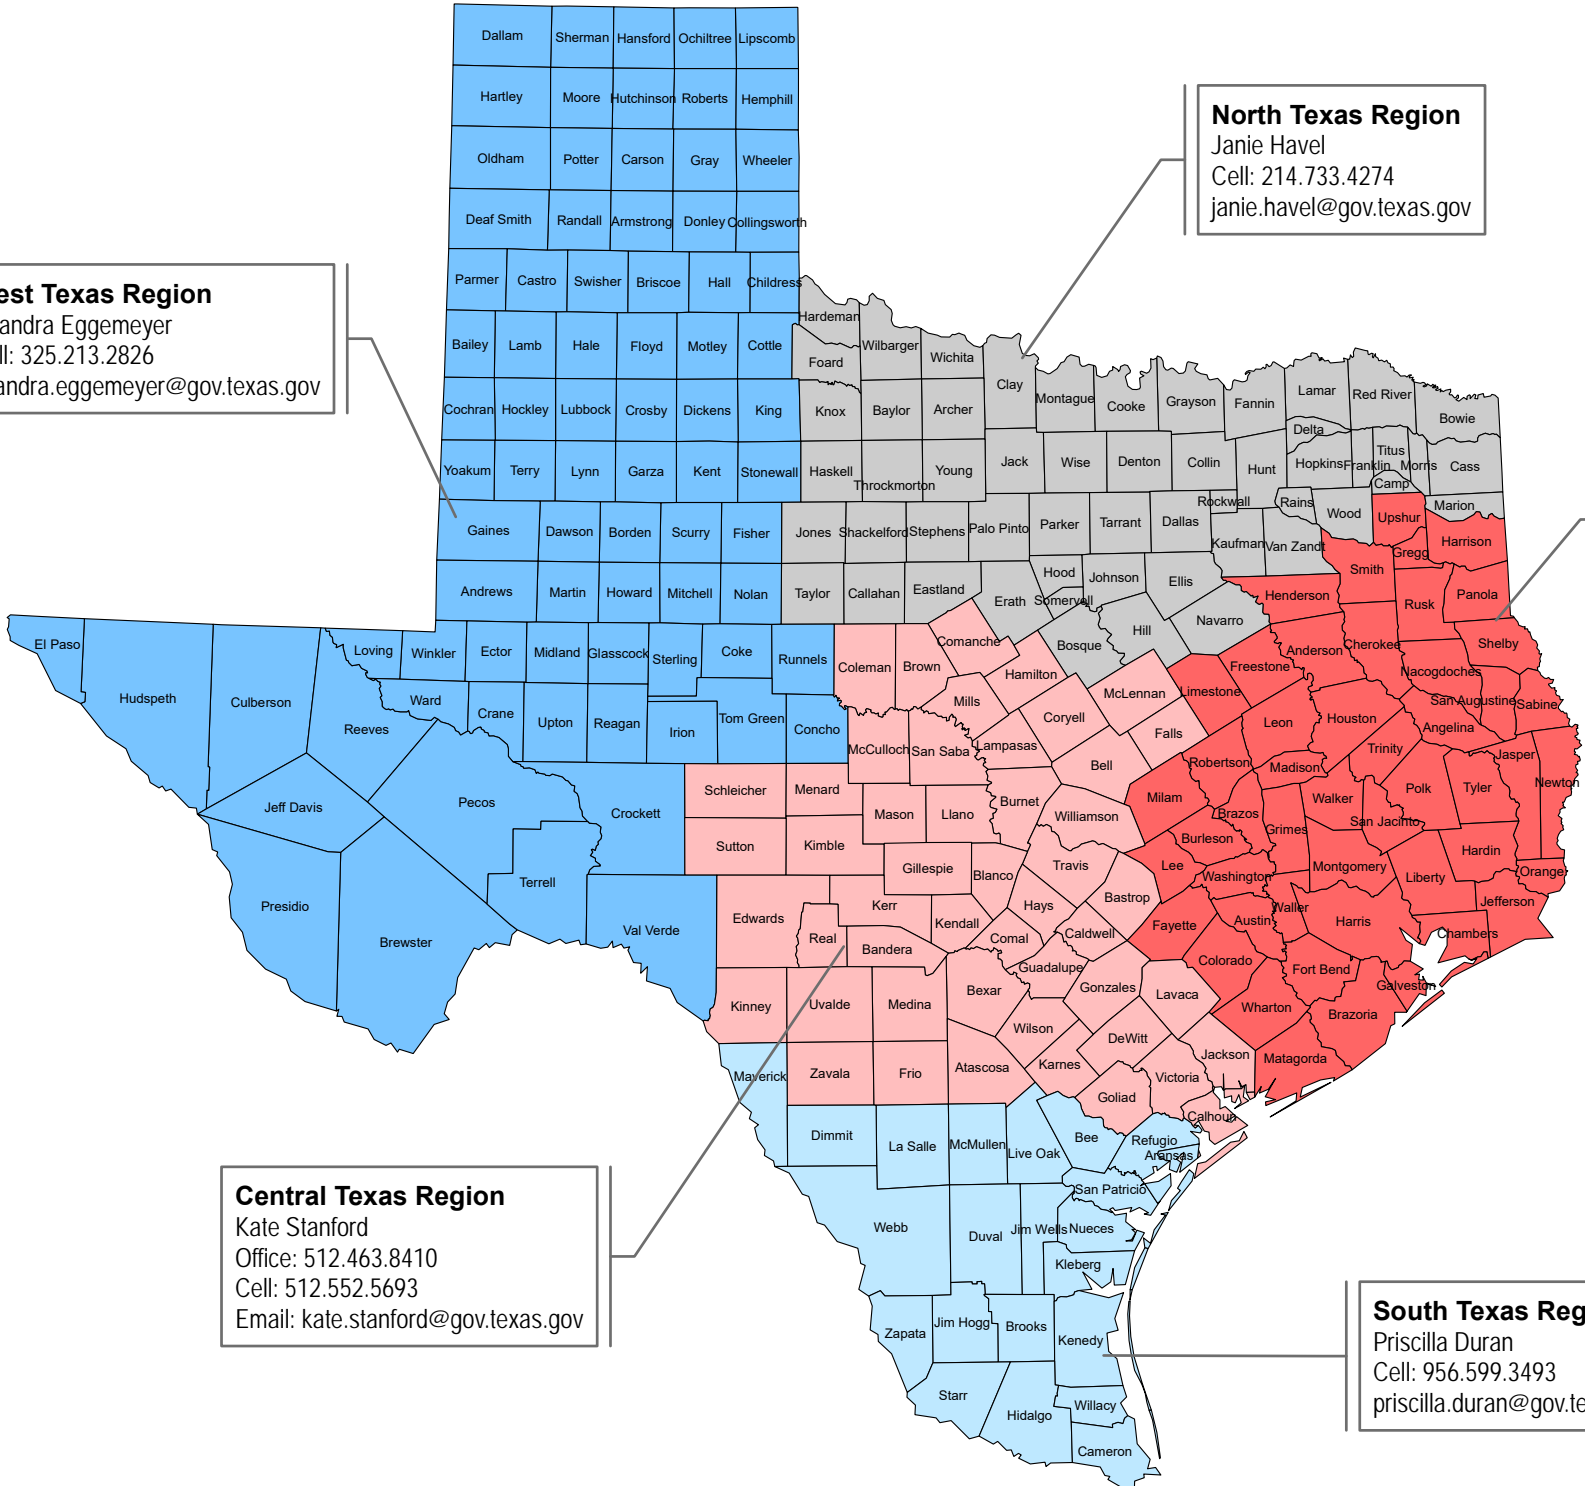 Dallam Sherman Hansford Ochiltree Lipscomb
Hartley Moore Hutchinson Roberts Hemphill
Oldham Potter Carson Gray Wheeler
Deaf Smith Randall Armstrong Donley Collingsworth
Parmer Castro Swisher Briscoe Hall Childress
Bailey Lamb Hale Floyd Motley Cottle
Cochran Hockley Lubbock Crosby Dickens King
Yoakum Terry Lynn Garza Kent Stonewall
Gaines Dawson Borden Scurry Fisher
Andrews Martin Howard Mitchell Nolan
El Paso Hudspeth Culberson Loving Winkler Ector Midland Glasscock Sterling Coke Runnels
Reeves Ward Crane Upton Reagan Irion Tom Green Concho
Jeff Davis Pecos Crockett
Presidio Brewster Terrell Val Verde
North Texas Region
Janie Havel
Cell: 214.733.4274
janie.havel@gov.texas.gov
est Texas Region
andra Eggemeyer
ll: 325.213.2826
andra.eggemeyer@gov.texas.gov
Hardeman
Foard Wilbarger Wichita
Clay Montague Cooke Grayson Fannin Lamar Red River Bowie
Knox Baylor Archer
Delta
Haskell Throckmorton Young Jack Wise Denton Collin Hunt Hopkins Franklin Titus Morris Cass
Camp
Rockwall Rains Wood Marion
Jones Shackelford Stephens Palo Pinto Parker Tarrant Dallas Kaufman Van Zandt
Taylor Callahan Eastland Erath Hood Somervell Johnson Ellis
Bosque Hill Navarro
Upshur Harrison
Gregg
Smith Rusk Panola
Henderson
Anderson Cherokee Shelby
Freestone Nacogdoches
Limestone San Augustine Sabine
Leon Houston Angelina
Trinity
Robertson Madison Jasper Newton
Milam Walker Polk Tyler
Brazos Grimes San Jacinto
Burleson Hardin
Lee Washington Montgomery Liberty Orange
Waller Jefferson
Fayette Austin Harris Chambers
Colorado Fort Bend Galveston
Wharton Brazoria
Matagorda
Coleman Brown Comanche Hamilton
Mills McLennan
Coryell Falls
McCulloch San Saba Lampasas Bell
Schleicher Menard Mason Llano Burnet Williamson
Sutton Kimble Gillespie Blanco Travis
Edwards Kerr Kendall Hays Bastrop
Real Bandera Comal Caldwell
Guadalupe
Kinney Uvalde Medina Bexar Gonzales Lavaca
Wilson DeWitt
Zavala Frio Atascosa Karnes Jackson
Goliad Victoria
Calhoun
Maverick
Dimmit La Salle McMullen Live Oak Bee Refugio
Aransas
San Patricio
Webb Duval Jim Wells Nueces
Kleberg
Zapata Jim Hogg Brooks Kenedy
Starr Hidalgo Willacy
Cameron
Central Texas Region
Kate Stanford
Office: 512.463.8410
Cell: 512.552.5693
Email: kate.stanford@gov.texas.gov
South Texas Reg
Priscilla Duran
Cell: 956.599.3493
priscilla.duran@gov.te